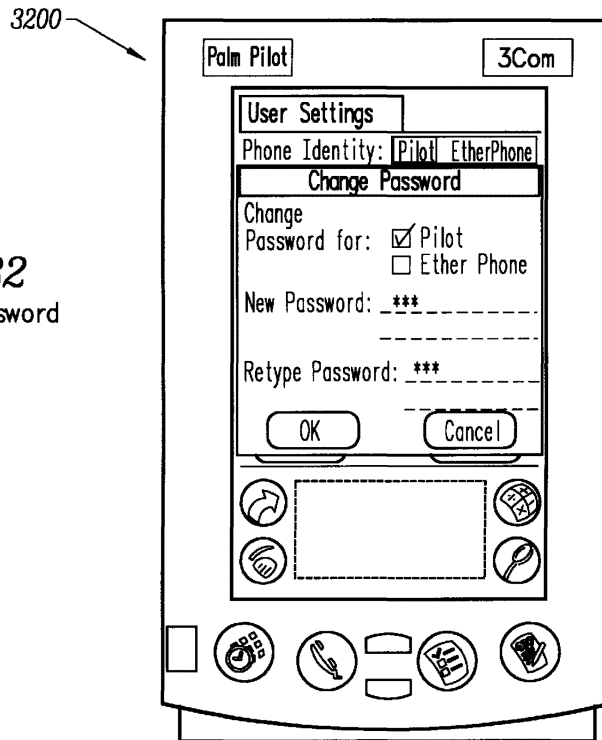 3200
Palm Pilot
3Com
User Settings
Phone Identity: Pilot EtherPhone
Change Password
Change
Password for: Pilot
Ether Phone
New Password: ***
Retype Password: ***
OK Cancel